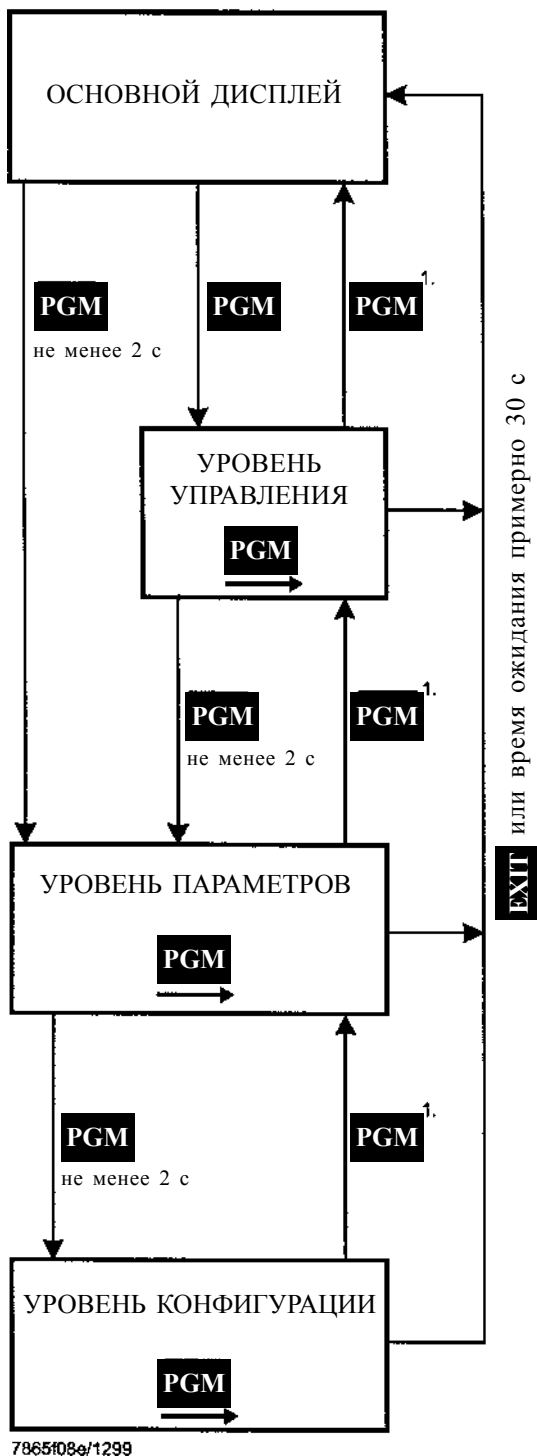 ОСНОВНОЙ ДИСПЛЕЙ
PGM
не менее 2 с
PGM
PGM 1.
УРОВЕНЬ
УПРАВЛЕНИЯ
PGM
PGM
не менее 2 с
PGM 1.
УРОВЕНЬ ПАРАМЕТРОВ
PGM
PGM
не менее 2 с
PGM 1.
УРОВЕНЬ КОНФИГУРАЦИИ
PGM
EXIT или время ожидания примерно 30 с
7865f08e/1299